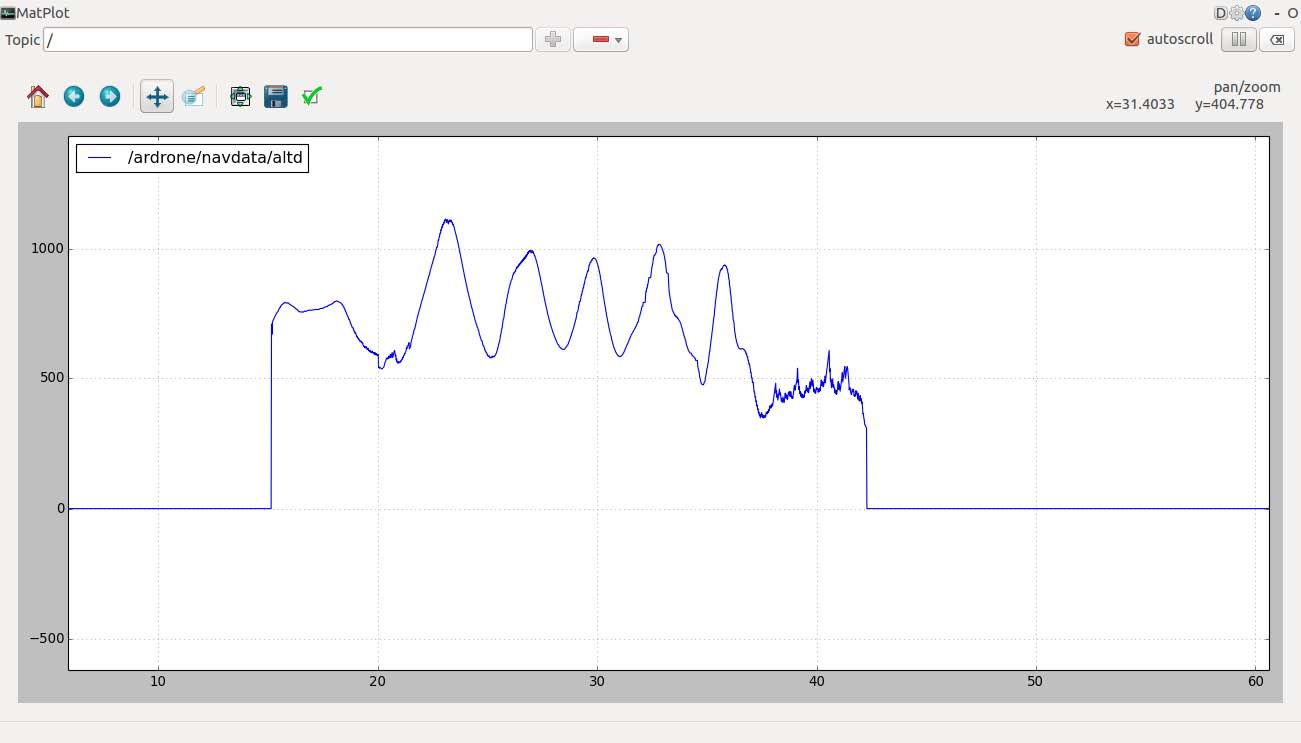 MatPlot D ? - O
Topic / autoscroll
pan/zoom
x=31.4033 y=404.778
/ardrone/navdata/altd
1000
500
0
−500
10 20 30 40 50 60